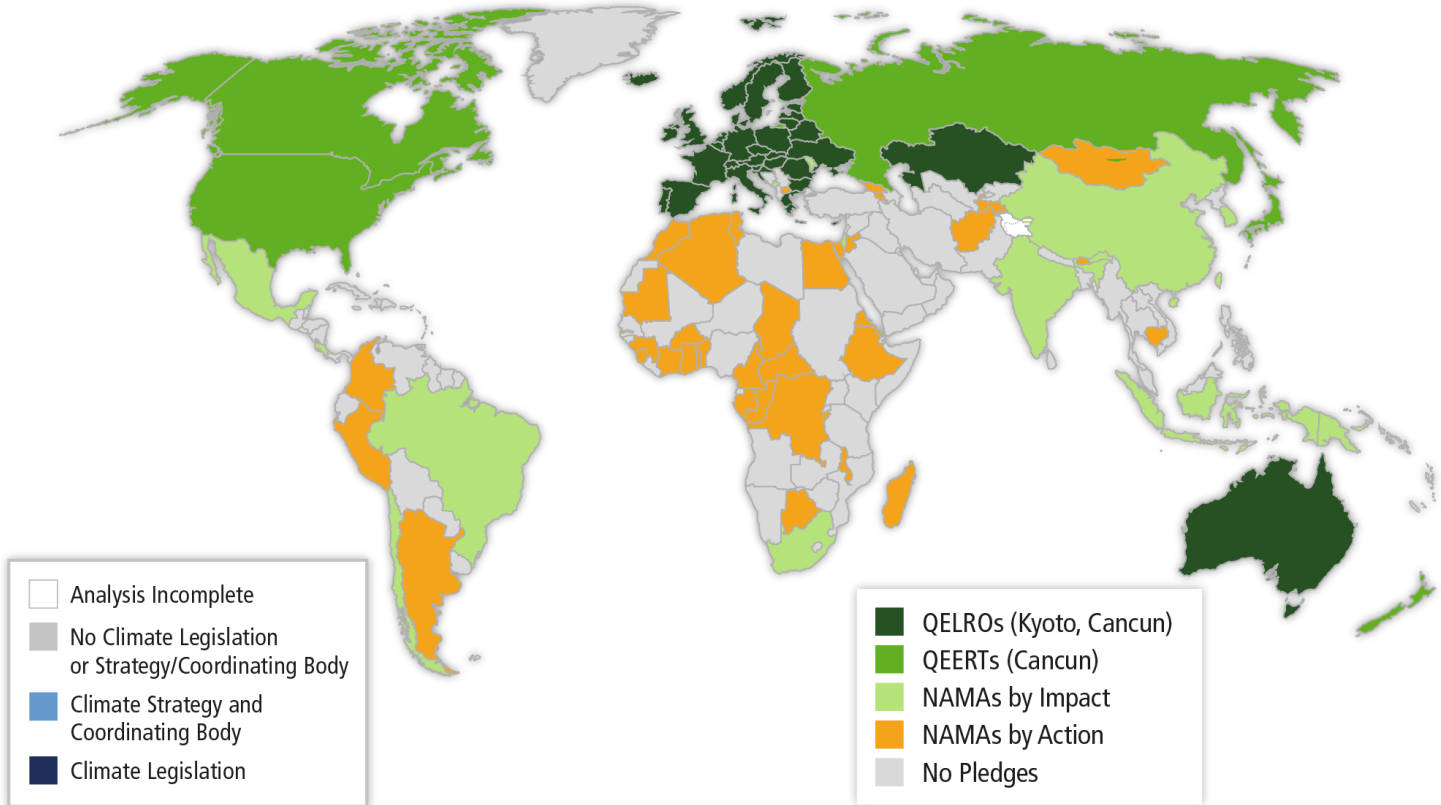 Analysis Incomplete
No Climate Legislation
or Strategy/Coordinating Body
Climate Strategy and
Coordinating Body
Climate Legislation
QELROs (Kyoto, Cancun)
QEERTs (Cancun)
NAMAs by Impact
NAMAs by Action
No Pledges